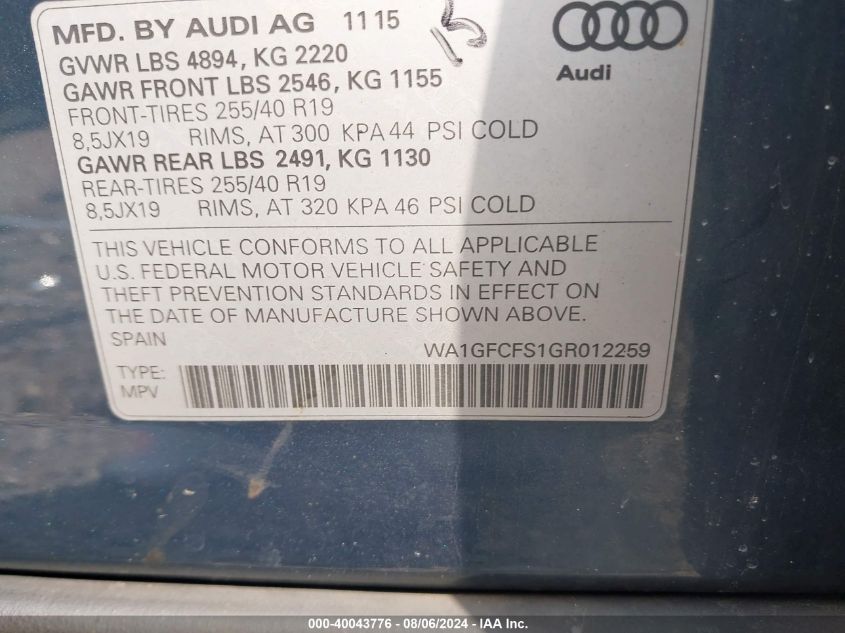 MFD. BY AUDI AG 11 15 15
GVWR LBS 4894, KG 2220
GAWR FRONT LBS 2546, KG 1155
FRONT-TIRES 255/40 R19
8,5JX19 RIMS, AT 300 KPA 44 PSI COLD
GAWR REAR LBS 2491, KG 1130
REAR-TIRES 255/40 R19
8,5JX19 RIMS, AT 320 KPA 46 PSI COLD
Audi
THIS VEHICLE CONFORMS TO ALL APPLICABLE
U.S. FEDERAL MOTOR VEHICLE SAFETY AND
THEFT PREVENTION STANDARDS IN EFFECT ON
THE DATE OF MANUFACTURE SHOWN ABOVE.
SPAIN
WA1GFCFS1GR012259
TYPE:
MPV
000-40043776 - 08/06/2024 - IAA Inc.